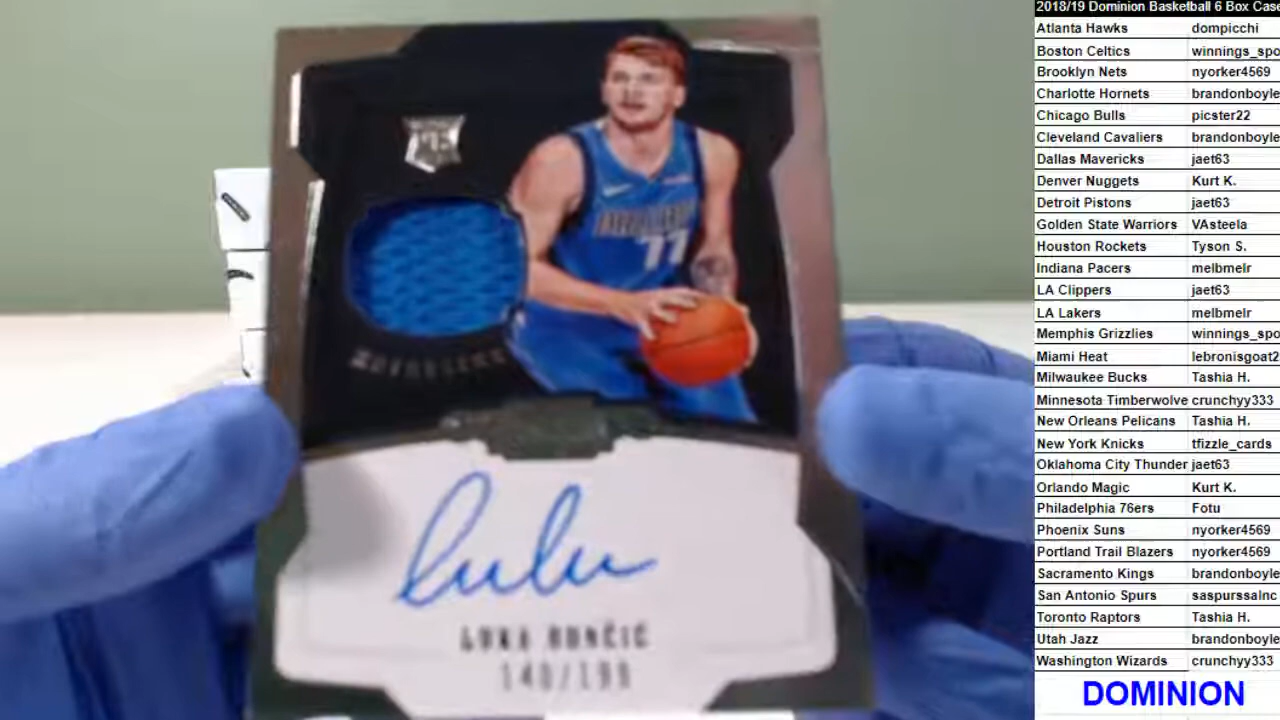 2018/19 Dominion Basketball 6 Box Case
Atlanta Hawks dompicchi
Boston Celtics winnings_spo
Brooklyn Nets nyorker4569
Charlotte Hornets brandonboyle
Chicago Bulls picster22
Cleveland Cavaliers brandonboyle
Dallas Mavericks jaet63
Denver Nuggets Kurt K.
Detroit Pistons jaet63
Golden State Warriors VAsteela
Houston Rockets Tyson S.
Indiana Pacers melbmelr
LA Clippers jaet63
LA Lakers melbmelr
Memphis Grizzlies winnings_spo
Miami Heat lebronisgoat2
Milwaukee Bucks Tashia H.
Minnesota Timberwolve crunchyy333
New Orleans Pelicans Tashia H.
New York Knicks tfizzle_cards
Oklahoma City Thunder jaet63
Orlando Magic Kurt K.
Philadelphia 76ers Fotu
Phoenix Suns nyorker4569
Portland Trail Blazers nyorker4569
Sacramento Kings brandonboyle
San Antonio Spurs saspurssalnc
Toronto Raptors Tashia H.
Utah Jazz brandonboyle
Washington Wizards crunchyy333
DOMINION
77
LUKA DONČIĆ
140/199